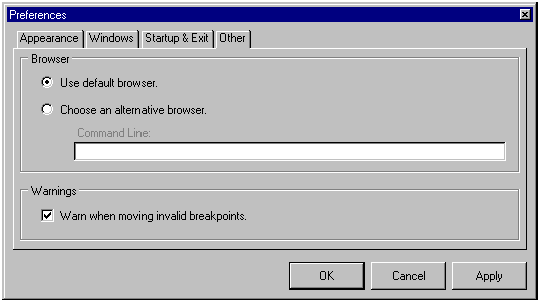 Preferences
Appearance Windows Startup & Exit Other
Browser
Use default browser.
Choose an alternative browser.
Command Line:
Warnings
Warn when moving invalid breakpoints.
OK Cancel Apply